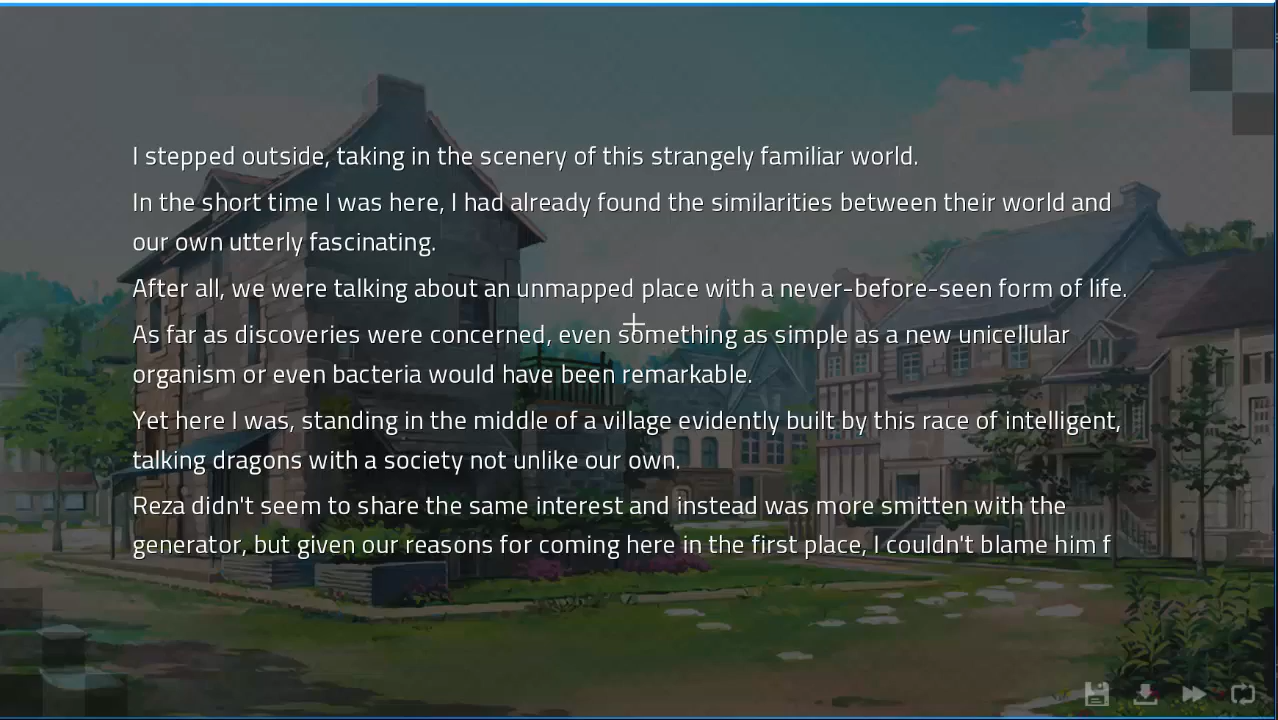 I stepped outside, taking in the scenery of this strangely familiar world.
In the short time I was here, I had already found the similarities between their world and
our own utterly fascinating.
After all, we were talking about an unmapped place with a never-before-seen form of life.
As far as discoveries were concerned, even something as simple as a new unicellular
organism or even bacteria would have been remarkable.
Yet here I was, standing in the middle of a village evidently built by this race of intelligent,
talking dragons with a society not unlike our own.
Reza didn't seem to share the same interest and instead was more smitten with the
generator, but given our reasons for coming here in the first place, I couldn't blame him f